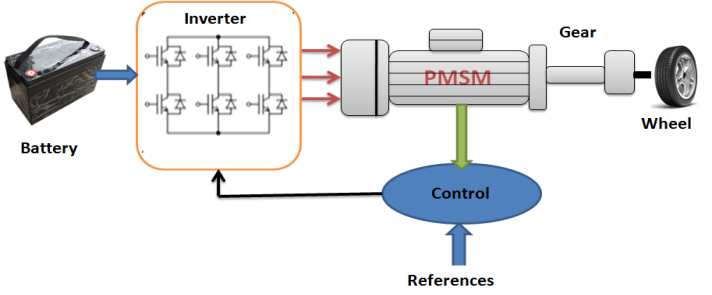 Inverter
Gear
PMSM
Battery
Wheel
Control
References